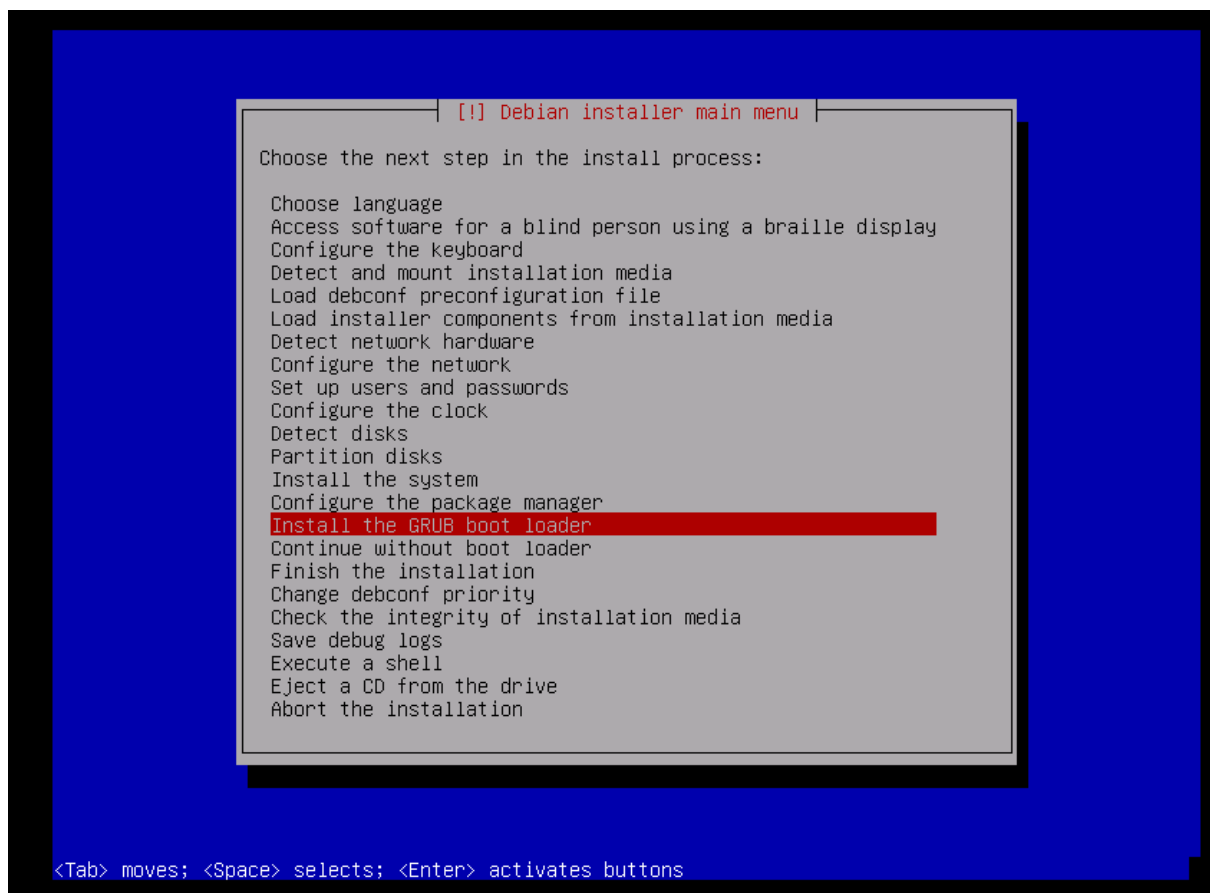 [!] Debian installer main menu
Choose the next step in the install process:
Choose language
Access software for a blind person using a braille display
Configure the keyboard
Detect and mount installation media
Load debconf preconfiguration file
Load installer components from installation media
Detect network hardware
Configure the network
Set up users and passwords
Configure the clock
Detect disks
Partition disks
Install the system
Configure the package manager
Install the GRUB boot loader
Continue without boot loader
Finish the installation
Change debconf priority
Check the integrity of installation media
Save debug logs
Execute a shell
Eject a CD from the drive
Abort the installation
<Tab> moves; <Space> selects; <Enter> activates buttons